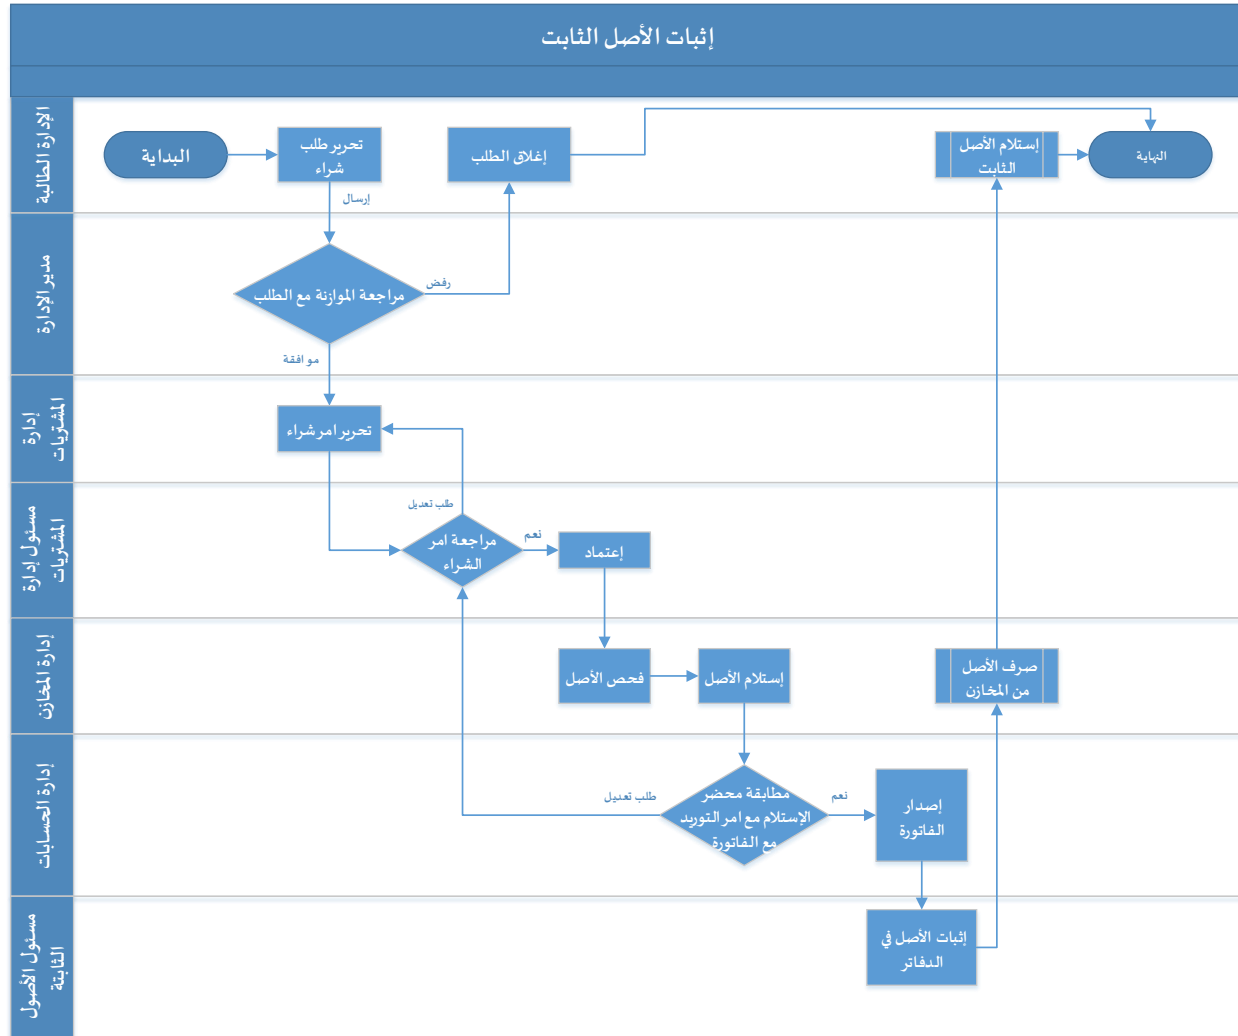 إثبات الأصل الثابت
الإدارة الطالبة
البداية
تحرير طلب
شراء
إغلاق الطلب
إستلام الأصل
الثابت
النهاية
إرسال
مدير الإدارة
مراجعة الموازنة مع الطلب
رفض
موافقة
إدارة
المشتريات
تحرير امر شراء
مسئول إدارة
المشتريات
طلب تعديل
مراجعة امر
الشراء
نعم
إعتماد
إدارة المخازن
فحص الأصل
إستلام الأصل
صرف الأصل
من المخازن
إدارة الحسابات
طلب تعديل
مطابقة محضر
الإستلام مع امر التوريد
مع الفاتورة
نعم
إصدار
الفاتورة
مسئول الأصول
الثابتة
إثبات الأصل في
الدفاتر